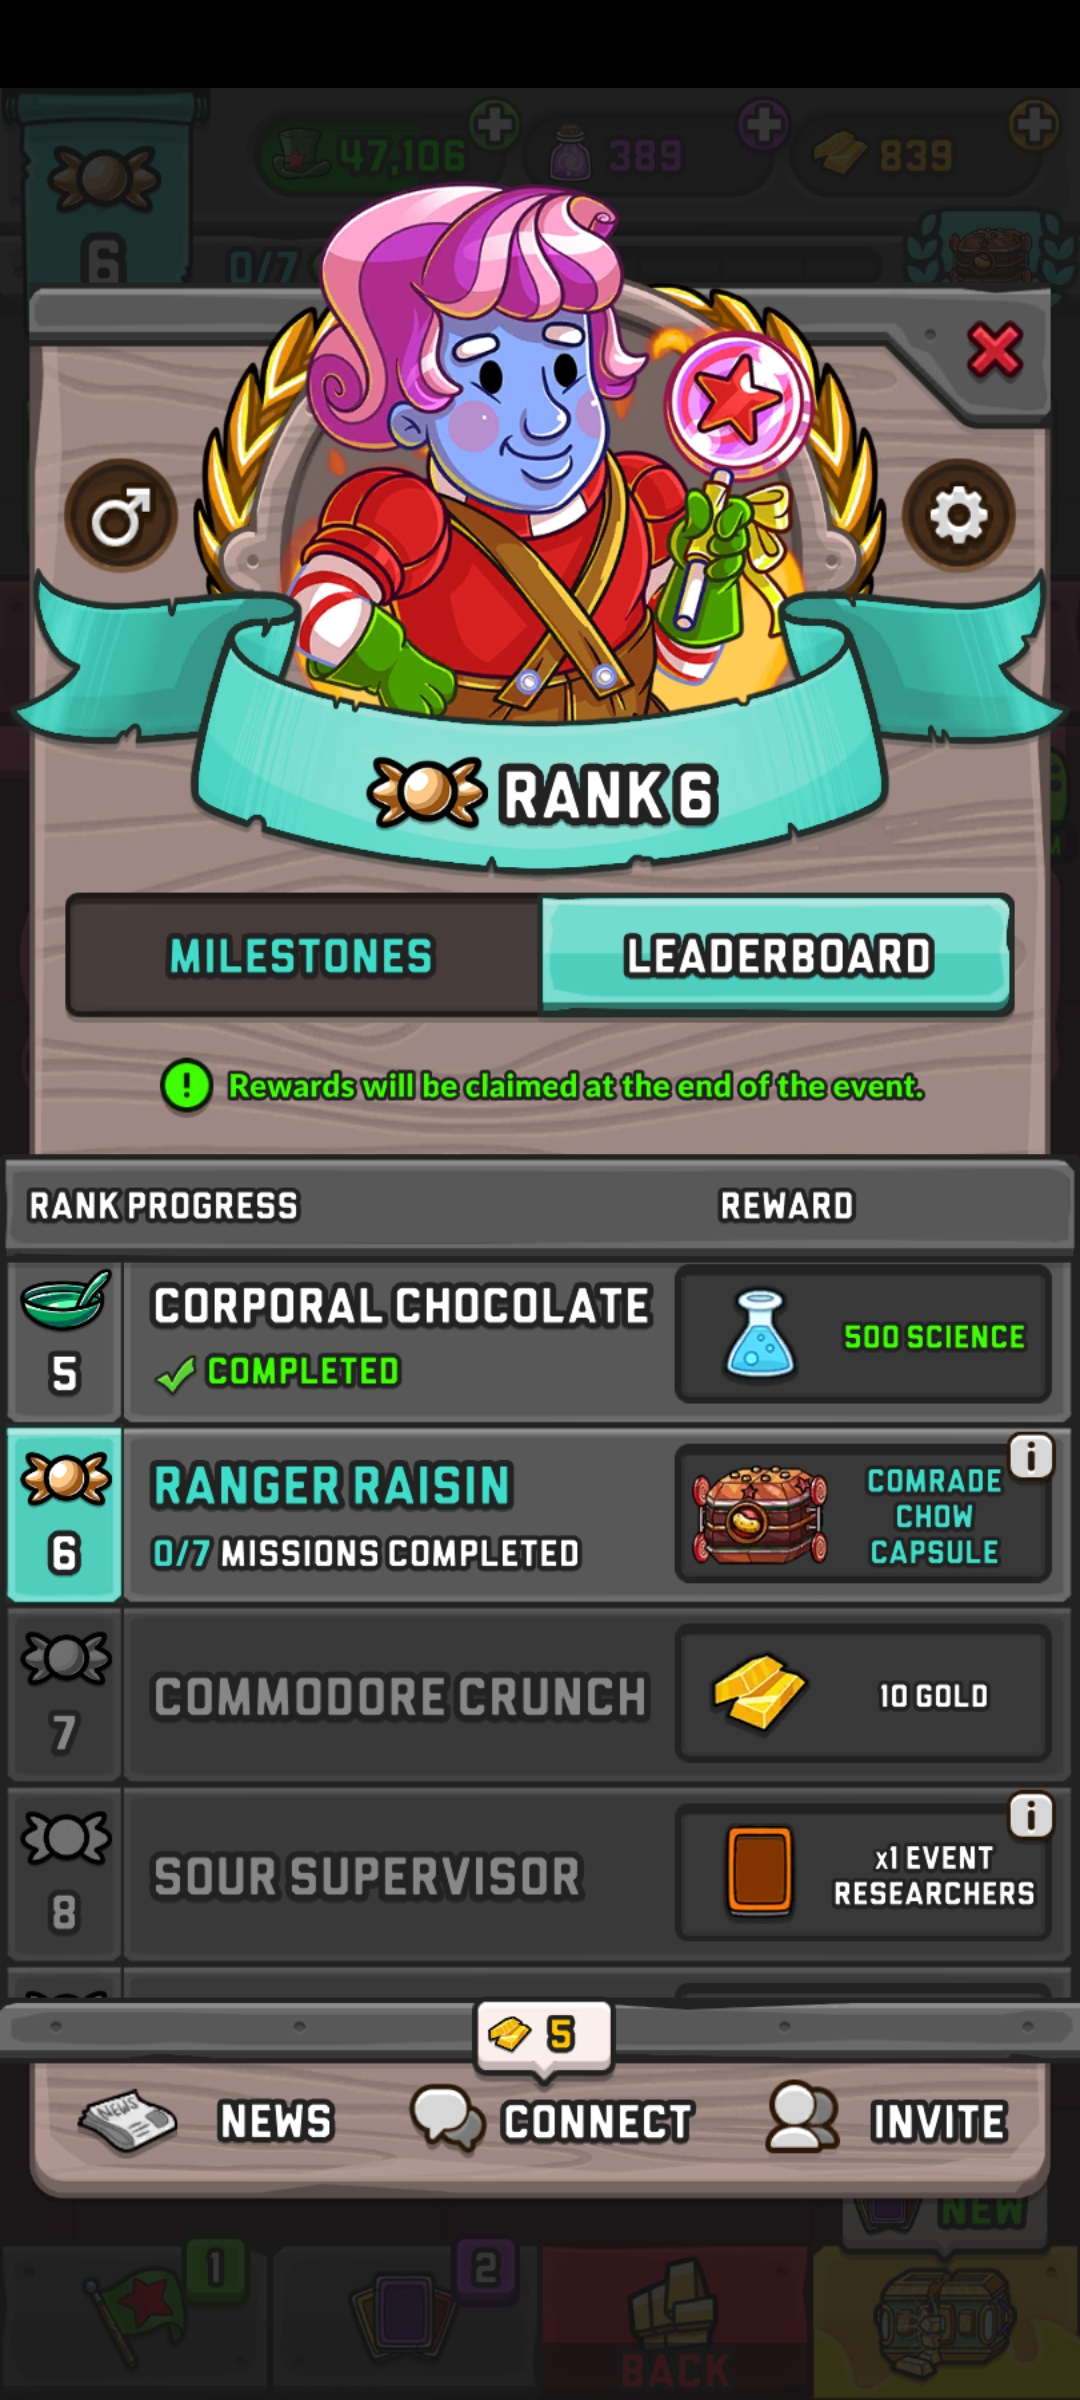 47,106
389
839
6
0/7
RANK 6
MILESTONES
LEADERBOARD
! Rewards will be claimed at the end of the event.
RANK PROGRESS
REWARD
5
CORPORAL CHOCOLATE
COMPLETED
500 SCIENCE
6
RANGER RAISIN
0/7 MISSIONS COMPLETED
COMRADE
CHOW
CAPSULE
i
7
COMMODORE CRUNCH
10 GOLD
8
SOUR SUPERVISOR
x1 EVENT
RESEARCHERS
i
5
NEWS
NEWS
CONNECT
INVITE
NEW
1
2
BACK